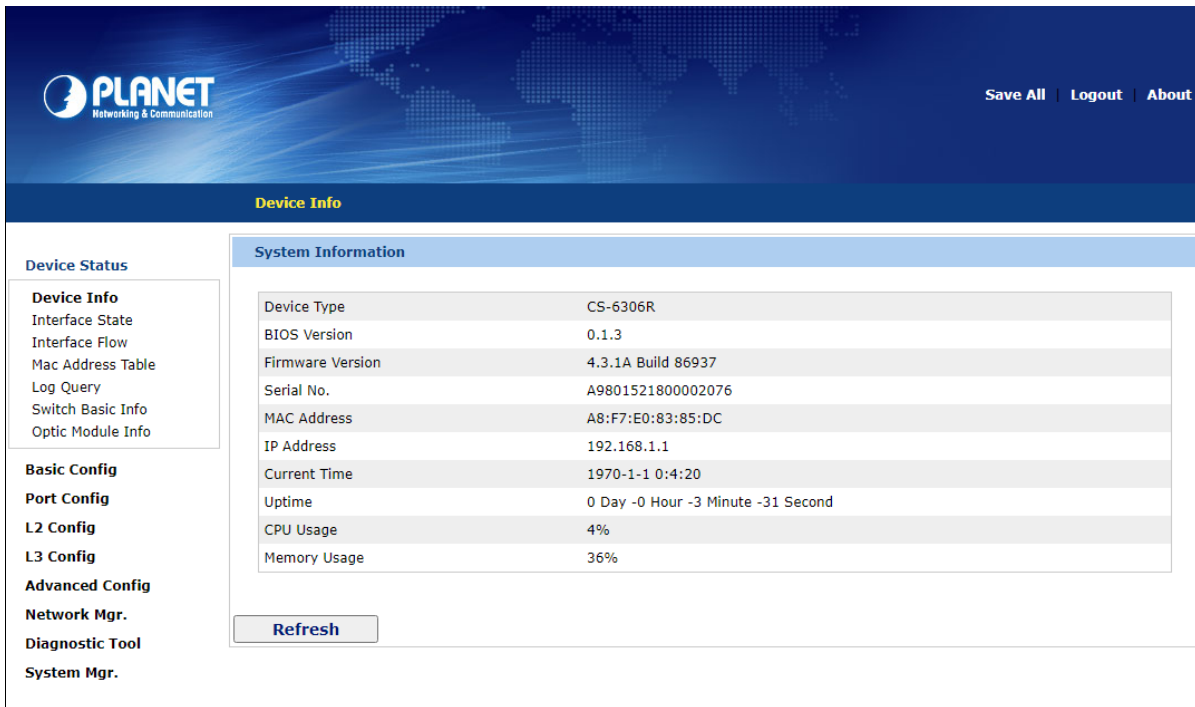 PLANET
Networking & Communication
Save All | Logout | About
Device Info
Device Status
Device Info
Interface State
Interface Flow
Mac Address Table
Log Query
Switch Basic Info
Optic Module Info
Basic Config
Port Config
L2 Config
L3 Config
Advanced Config
Network Mgr.
Diagnostic Tool
System Mgr.
System Information
Device Type CS-6306R
BIOS Version 0.1.3
Firmware Version 4.3.1A Build 86937
Serial No. A9801521800002076
MAC Address A8:F7:E0:83:85:DC
IP Address 192.168.1.1
Current Time 1970-1-1 0:4:20
Uptime 0 Day -0 Hour -3 Minute -31 Second
CPU Usage 4%
Memory Usage 36%
Refresh